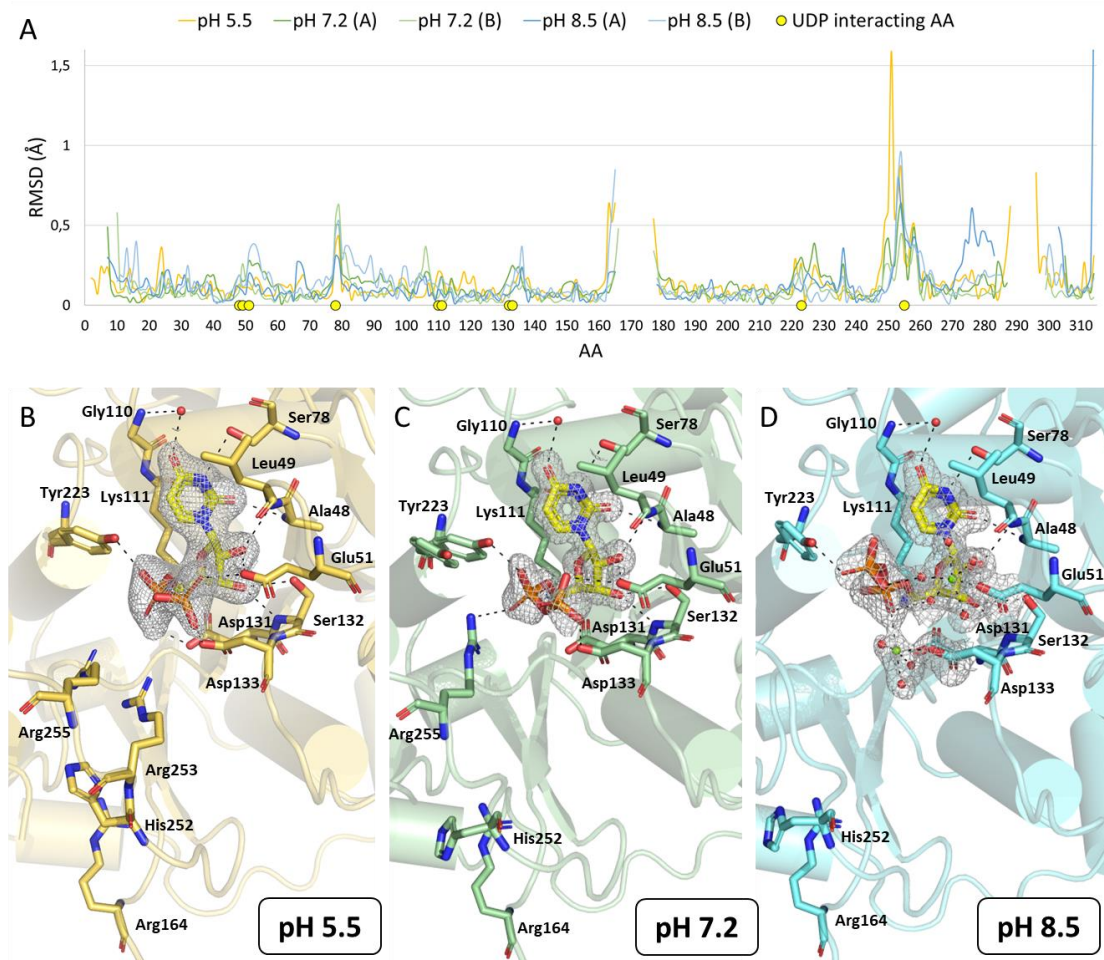 A
pH 5.5 pH 7.2 (A) pH 7.2 (B) pH 8.5 (A) pH 8.5 (B) UDP interacting AA
RMSD (Å)
1,5
1
0,5
0
0 10 20 30 40 50 60 70 80 90 100 110 120 130 140 150 160 170 180 190 200 210 220 230 240 250 260 270 280 290 300 310
AA
B
Gly110
Ser78
Leu49
Tyr223
Lys111
Ala48
Glu51
Asp131
Ser132
Asp133
Arg255
Arg253
His252
Arg164
pH 5.5
C
Gly110
Ser78
Leu49
Tyr223
Lys111
Ala48
Glu51
Asp131
Ser132
Asp133
Arg255
His252
Arg164
pH 7.2
D
Gly110
Ser78
Leu49
Tyr223
Lys111
Ala48
Glu51
Asp131
Ser132
Asp133
His252
Arg164
pH 8.5